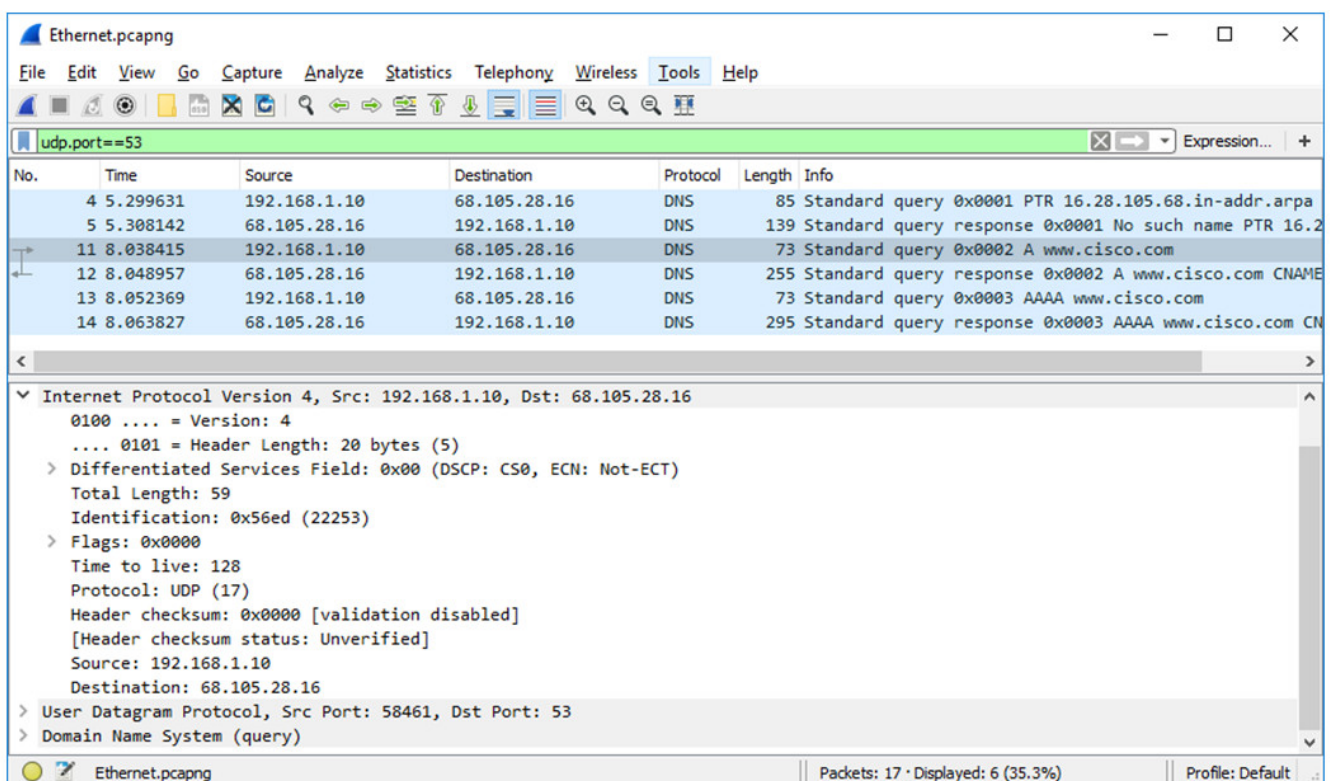 Ethernet.pcapng
File Edit View Go Capture Analyze Statistics Telephony Wireless Tools Help
udp.port==53 Expression... +
No. Time Source Destination Protocol Length Info
4 5.299631 192.168.1.10 68.105.28.16 DNS 85 Standard query 0x0001 PTR 16.28.105.68.in-addr.arpa
5 5.308142 68.105.28.16 192.168.1.10 DNS 139 Standard query response 0x0001 No such name PTR 16.2
11 8.038415 192.168.1.10 68.105.28.16 DNS 73 Standard query 0x0002 A www.cisco.com
12 8.048957 68.105.28.16 192.168.1.10 DNS 255 Standard query response 0x0002 A www.cisco.com CNAME
13 8.052369 192.168.1.10 68.105.28.16 DNS 73 Standard query 0x0003 AAAA www.cisco.com
14 8.063827 68.105.28.16 192.168.1.10 DNS 295 Standard query response 0x0003 AAAA www.cisco.com CN
Internet Protocol Version 4, Src: 192.168.1.10, Dst: 68.105.28.16
0100 .... = Version: 4
.... 0101 = Header Length: 20 bytes (5)
Differentiated Services Field: 0x00 (DSCP: CS0, ECN: Not-ECT)
Total Length: 59
Identification: 0x56ed (22253)
Flags: 0x0000
Time to live: 128
Protocol: UDP (17)
Header checksum: 0x0000 [validation disabled]
[Header checksum status: Unverified]
Source: 192.168.1.10
Destination: 68.105.28.16
User Datagram Protocol, Src Port: 58461, Dst Port: 53
Domain Name System (query)
Ethernet.pcapng Packets: 17 · Displayed: 6 (35.3%) Profile: Default